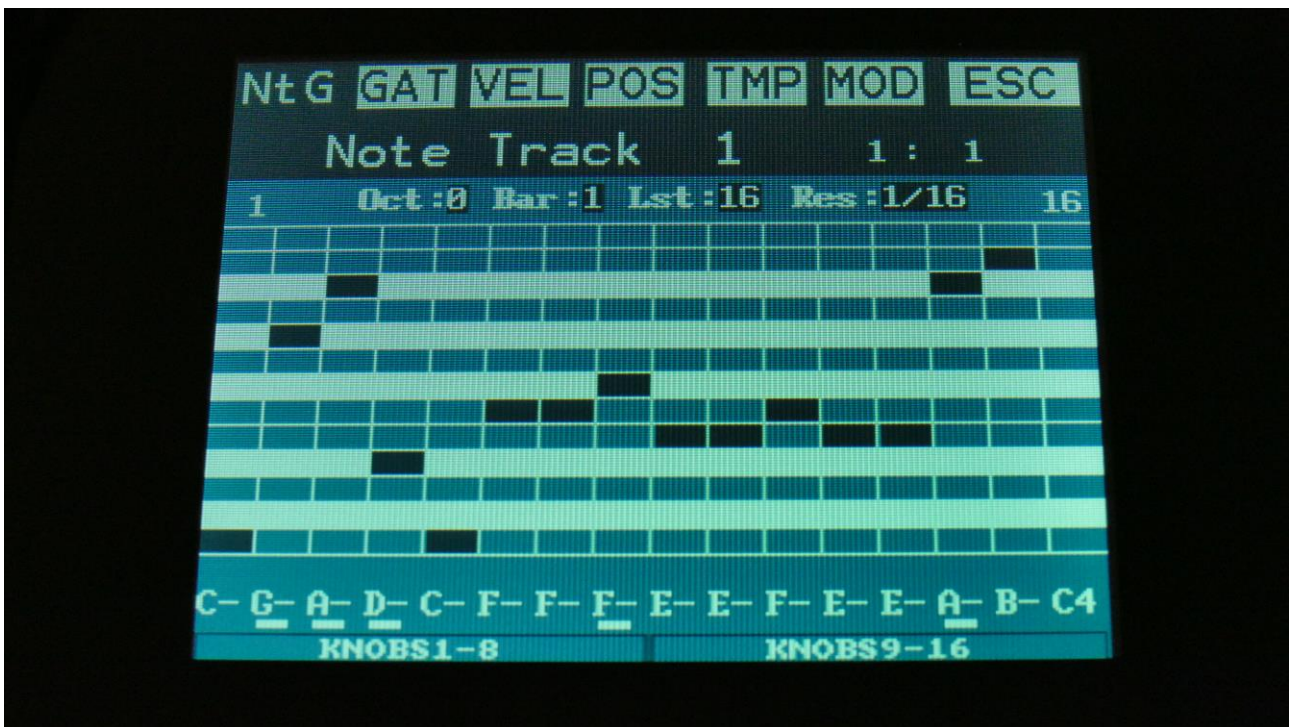 NtG GAT VEL POS TMP MOD ESC
Note Track 1 1: 1
1 Oct:0 Bar:1 Lst:16 Res:1/16 16
C- G- A- D- C- F- F- F- E- E- F- E- E- A- B- C4
KNOBS1-8 KNOBS9-16